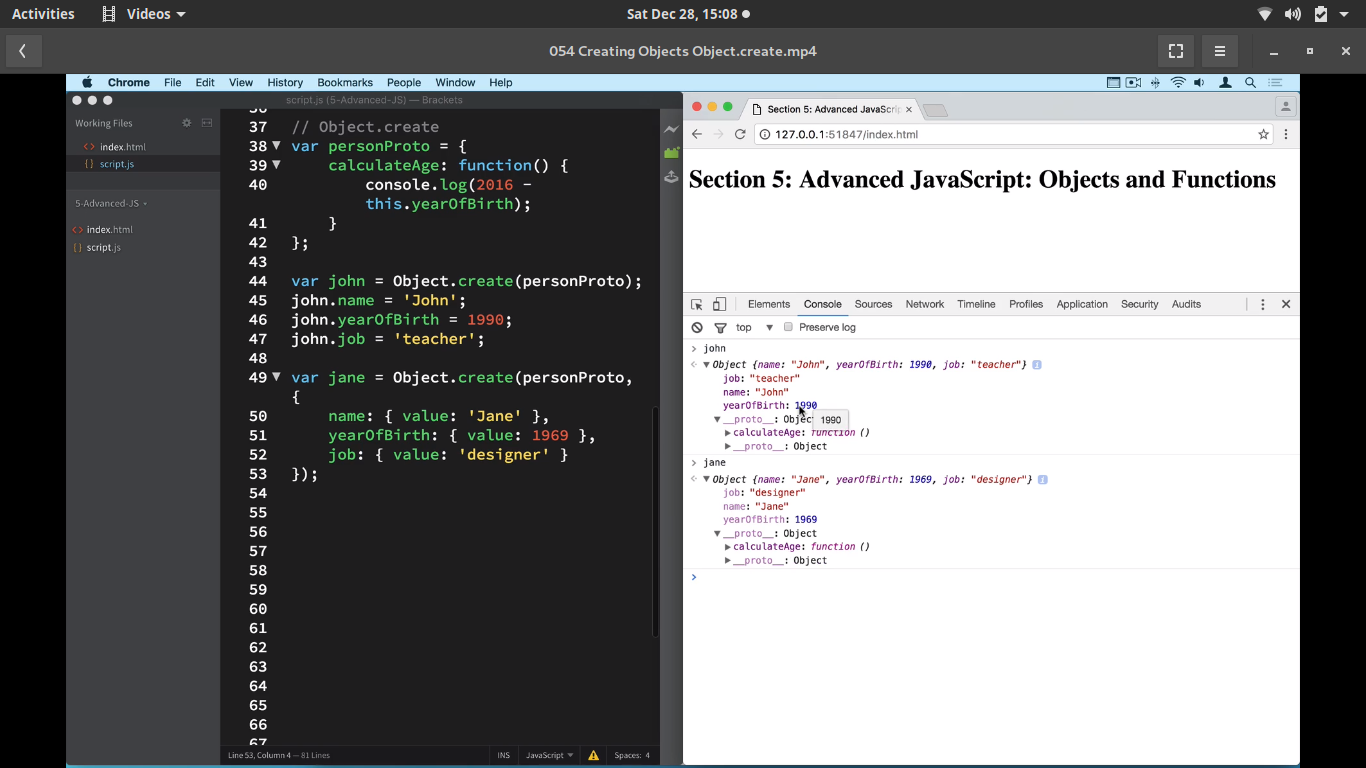 Activities Videos Sat Dec 28, 15:08
054 Creating Objects Object.create.mp4
Chrome File Edit View History Bookmarks People Window Help
script.js (5-Advanced-JS) — Brackets
Working Files
index.html
script.js
5-Advanced-JS
index.html
script.js
36
37 // Object.create
38 var personProto = {
39 calculateAge: function() {
40 console.log(2016 -
this.yearOfBirth);
41 }
42 };
43
44 var john = Object.create(personProto);
45 john.name = 'John';
46 john.yearOfBirth = 1990;
47 john.job = 'teacher';
48
49 var jane = Object.create(personProto,
{
50 name: { value: 'Jane' },
51 yearOfBirth: { value: 1969 },
52 job: { value: 'designer' }
53 });
54
55
56
57
58
59
60
61
62
63
64
65
66
67
Line 53, Column 4 — 81 Lines INS JavaScript Spaces: 4
Section 5: Advanced JavaScrip
127.0.0.1:51847/index.html
Section 5: Advanced JavaScript: Objects and Functions
Elements Console Sources Network Timeline Profiles Application Security Audits
top Preserve log
> john
Object {name: "John", yearOfBirth: 1990, job: "teacher"}
job: "teacher"
name: "John"
yearOfBirth: 1990
__proto__: Objec
1990
calculateAge: function ()
__proto__: Object
> jane
Object {name: "Jane", yearOfBirth: 1969, job: "designer"}
job: "designer"
name: "Jane"
yearOfBirth: 1969
__proto__: Object
calculateAge: function ()
__proto__: Object
>